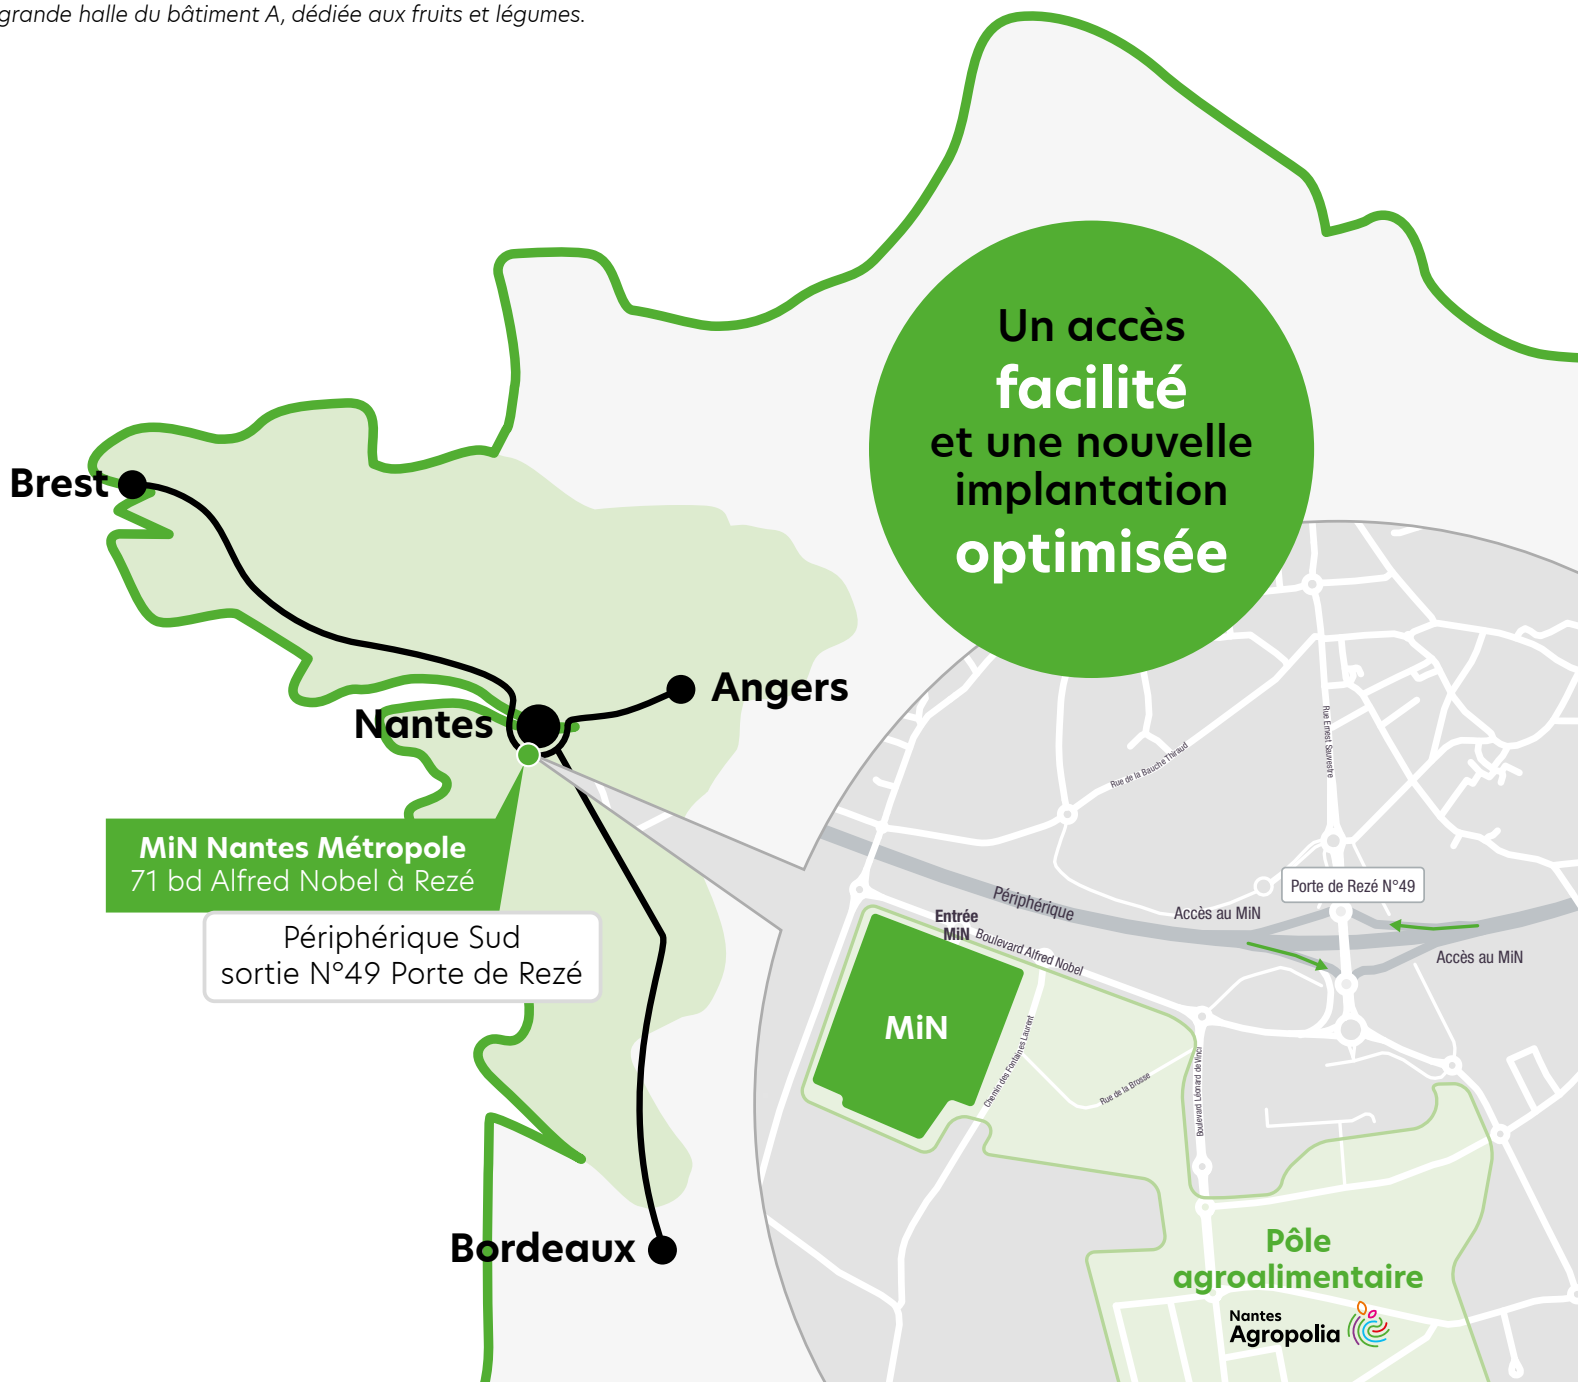 grande halle du bâtiment A, dédiée aux fruits et légumes.
Un accès
facilité
et une nouvelle
implantation
optimisée
Brest
Angers
Nantes
MiN Nantes Métropole
71 bd Alfred Nobel à Rezé
Périphérique Sud
sortie N°49 Porte de Rezé
Bordeaux
Rue Ernest Sauvestre
Rue de la Bauche Thiraud
Porte de Rezé N°49
Périphérique
Accès au MiN
Accès au MiN
Entrée
MiN
Boulevard Alfred Nobel
MiN
Chemin des Fontaines Laurent
Rue de la Brosse
Boulevard Léonard de Vinci
Pôle
agroalimentaire
Nantes
Agropolia